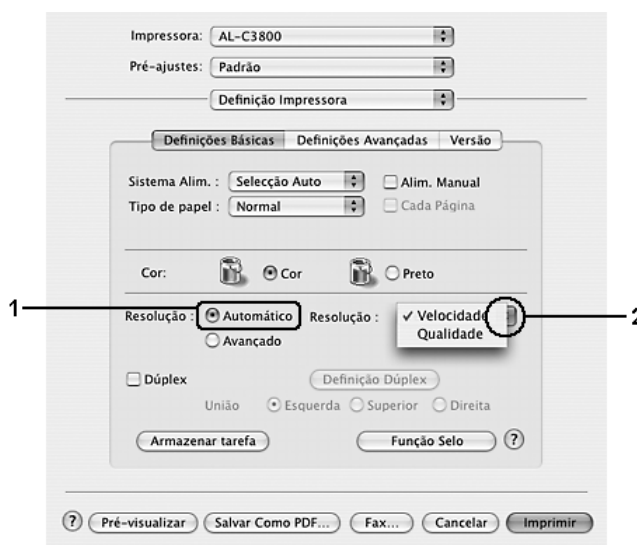 Impressora: AL-C3800
Pré-ajustes: Padrão
Definição Impressora
Definições Básicas Definições Avançadas Versão
Sistema Alim. : Selecção Auto Alim. Manual
Tipo de papel : Normal Cada Página
Cor: Cor Preto
1 Resolução : Automático Resolução : ✓ Velocidade 2
Avançado Qualidade
Dúplex Definição Dúplex
União Esquerda Superior Direita
Armazenar tarefa Função Selo ?
? Pré-visualizar Salvar Como PDF... Fax... Cancelar Imprimir